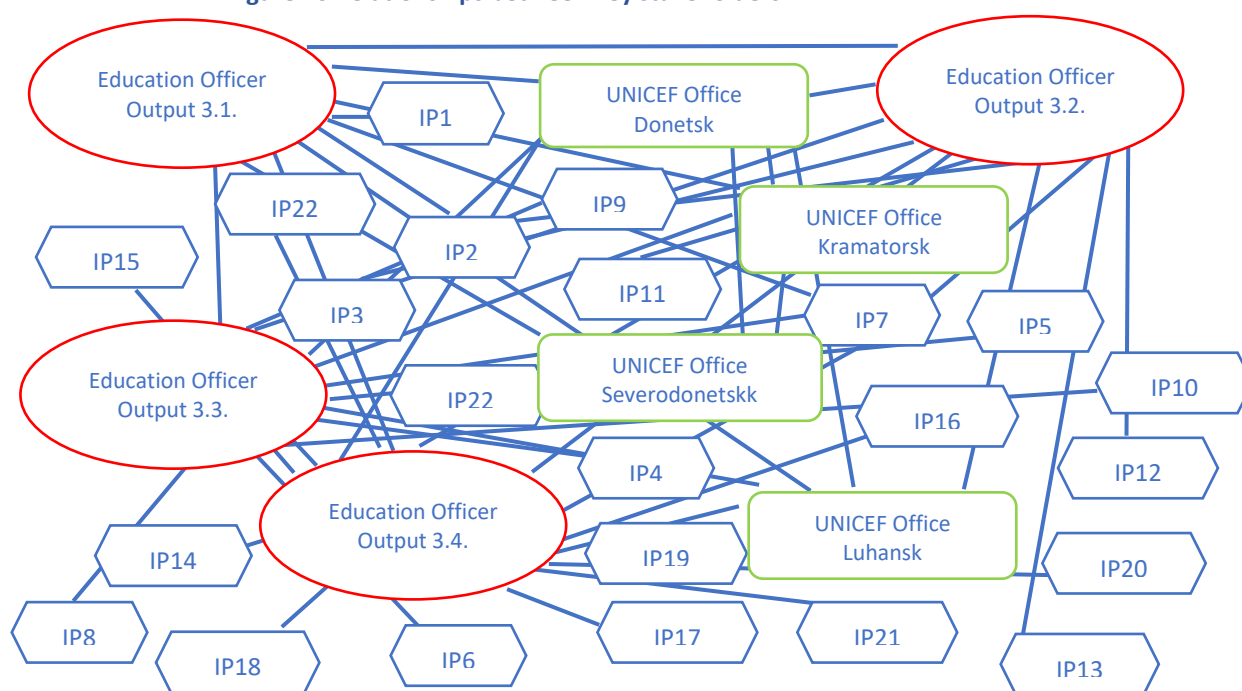 Education Officer
Output 3.1.
UNICEF Office
Donetsk
Education Officer
Output 3.2.
IP1
IP22
IP9
IP2
UNICEF Office
Kramatorsk
IP15
IP3
IP11
IP7
IP5
Education Officer
Output 3.3.
UNICEF Office
Severodonetskk
IP22
IP10
IP16
IP4
IP12
Education Officer
Output 3.4.
UNICEF Office
Luhansk
IP14
IP19
IP20
IP8
IP18
IP6
IP17
IP21
IP13